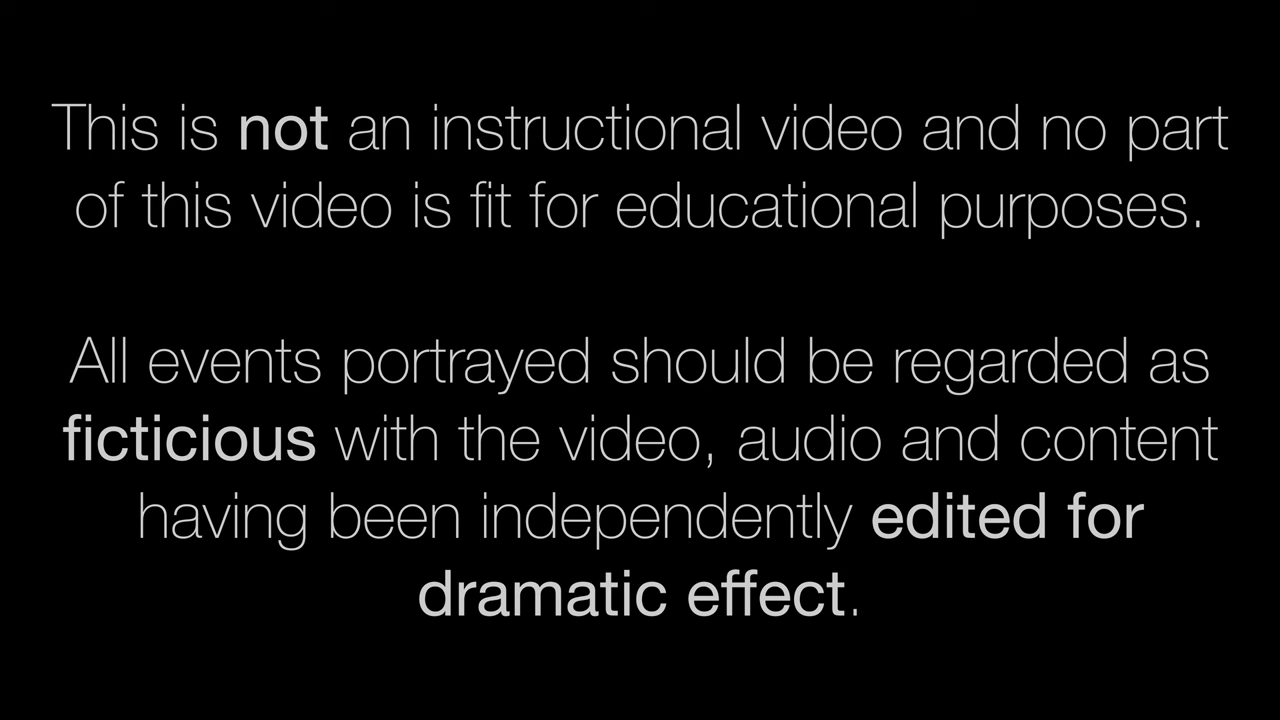 This is not an instructional video and no part
of this video is fit for educational purposes.
All events portrayed should be regarded as
ficticious with the video, audio and content
having been independently edited for
dramatic effect.